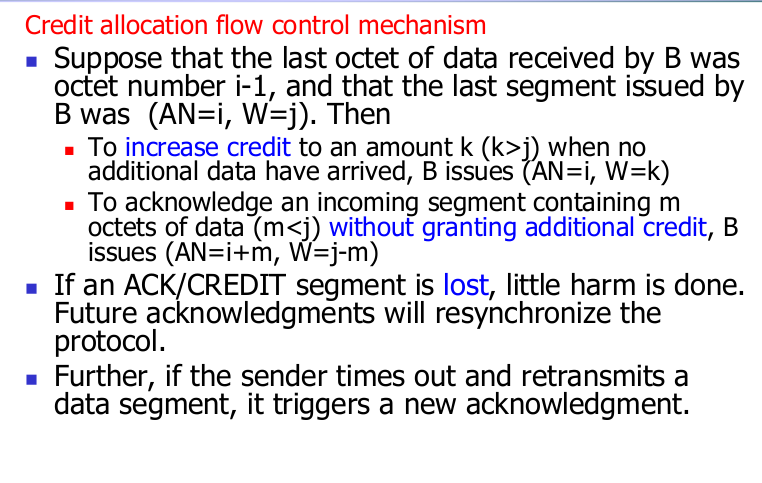 Credit allocation flow control mechanism
Suppose that the last octet of data received by B was
octet number i-1, and that the last segment issued by
B was (AN=i, W=j). Then
To increase credit to an amount k (k>j) when no
additional data have arrived, B issues (AN=i, W=k)
To acknowledge an incoming segment containing m
octets of data (m<j) without granting additional credit, B
issues (AN=i+m, W=j-m)
If an ACK/CREDIT segment is lost, little harm is done.
Future acknowledgments will resynchronize the
protocol.
Further, if the sender times out and retransmits a
data segment, it triggers a new acknowledgment.